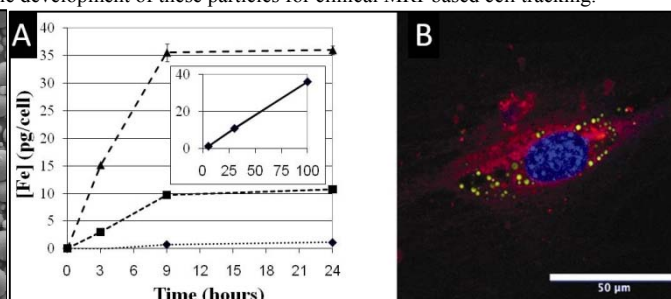 the development of these particles for clinical MRI based cell tracking.
A
B
[Fe] (pg/cell)
40
35
30
25
20
15
10
5
0
40
20
0
0 25 50 75 100
0 3 6 9 12 15 18 21 24
Time (hours)
50 μm